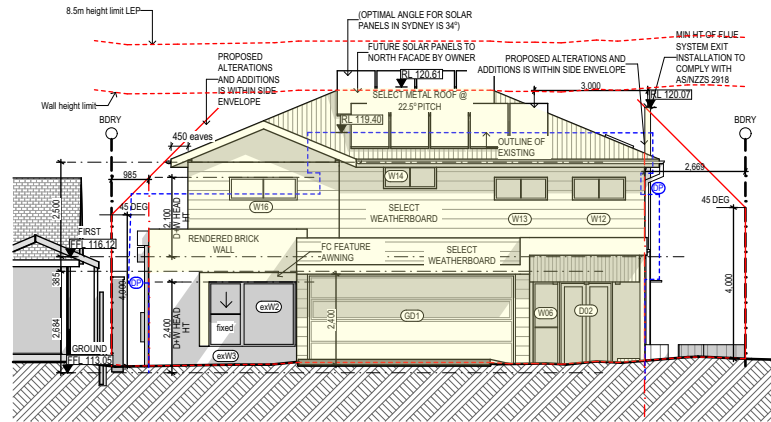 8.5m height limit LEP
(OPTIMAL ANGLE FOR SOLAR
PANELS IN SYDNEY IS 34°)
FUTURE SOLAR PANELS TO
NORTH FACADE BY OWNER
RL 120.61
PROPOSED
ALTERATIONS
AND ADDITIONS
IS WITHIN SIDE
ENVELOPE
PROPOSED ALTERATIONS AND
ADDITIONS IS WITHIN SIDE ENVELOPE
MIN HT OF FLUE
SYSTEM EXIT
INSTALLATION TO
COMPLY WITH
AS/NZZS 2918
SELECT METAL ROOF @
22.5° PITCH
3,000
RL 120.07
Wall height limit
BDRY
RL 119.40
BDRY
450 eaves
OUTLINE OF
EXISTING
985
2,669
W14
DP
W16
W13
W12
2,500
2,100
D+W HEAD
HT
45 DEG
SELECT
WEATHERBOARD
45 DEG
FIRST
FFL 116.12
RENDERED BRICK
WALL
FC FEATURE
AWNING
SELECT
WEATHERBOARD
385
DP
4,000
4,000
2,684
2,400
D+W HEAD
HT
exW2
fixed
2,400
GD1
W06
D02
GROUND
FFL 113.05
exW3